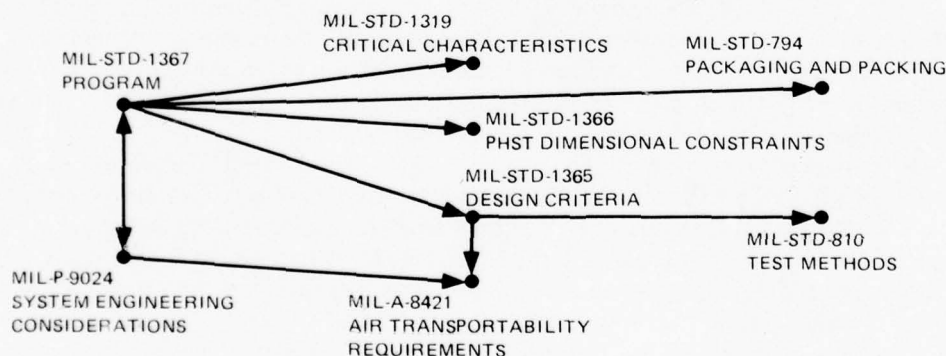 MIL-STD-1319
CRITICAL CHARACTERISTICS
MIL-STD-1367
PROGRAM
MIL-STD-794
PACKAGING AND PACKING
MIL-STD-1366
PHST DIMENSIONAL CONSTRAINTS
MIL-STD-1365
DESIGN CRITERIA
MIL-STD-810
TEST METHODS
MIL-P-9024
SYSTEM ENGINEERING
CONSIDERATIONS
MIL-A-8421
AIR TRANSPORTABILITY
REQUIREMENTS